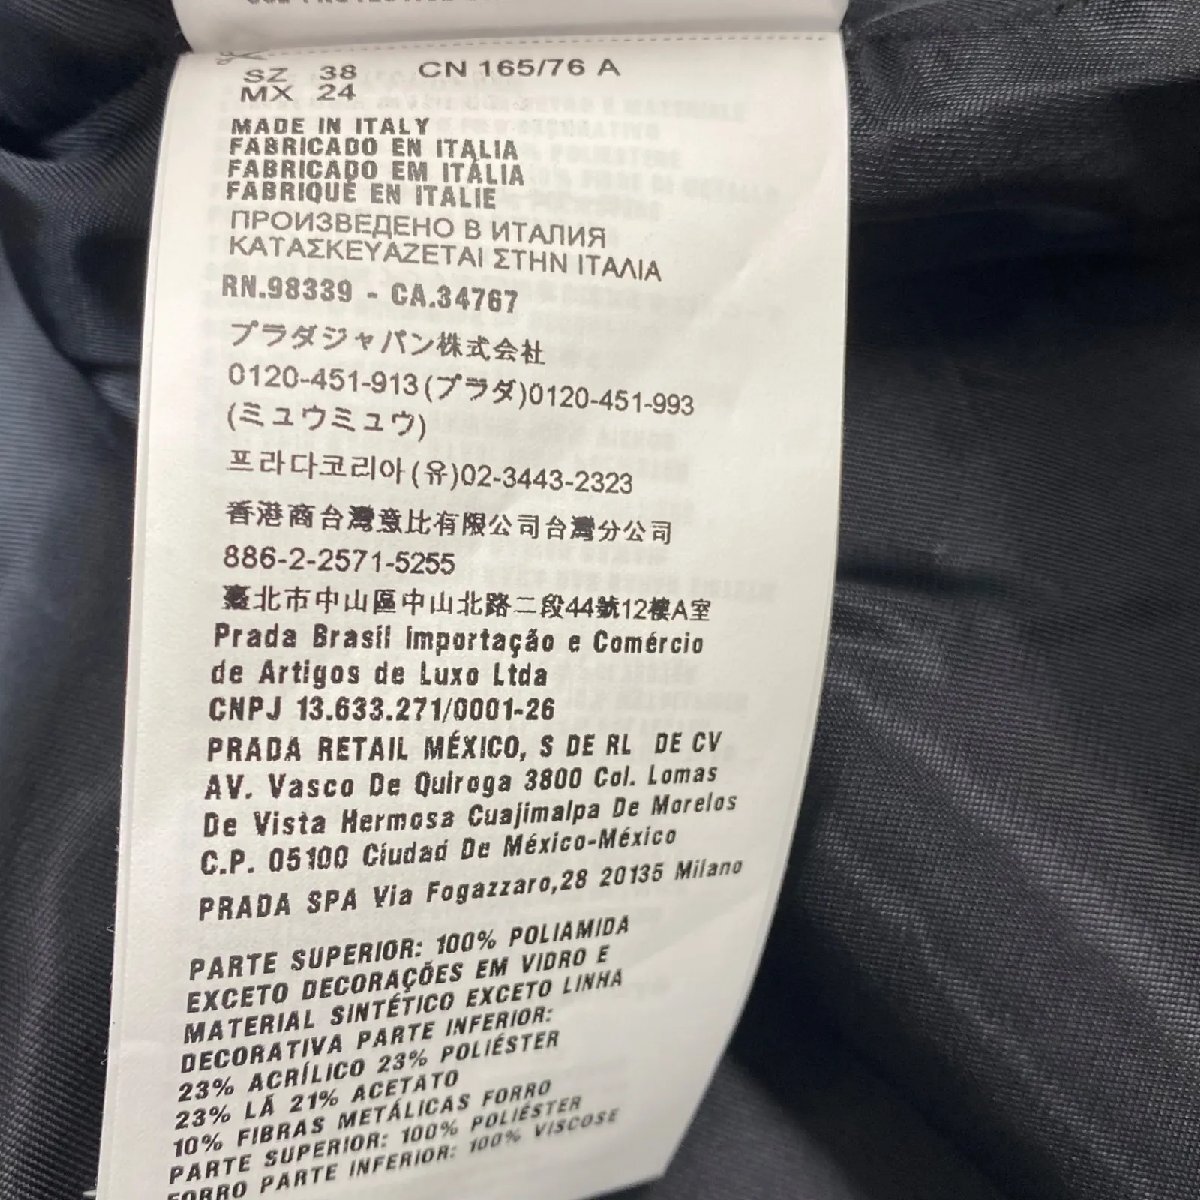 SZ 38 CN 165/76 A
MX 24
MADE IN ITALY
FABRICADO EN ITALIA
FABRICADO EM ITÁLIA
FABRIQUÉ EN ITALIE
ПРОИЗВЕДЕНО В ИТАЛИЯ
ΚΑΤΑΣΚΕΥΑΖΕΤΑΙ ΣΤΗΝ ΙΤΑΛΙΑ
RN.98339 - CA.34767
プラダジャパン株式会社
0120-451-913(プラダ)0120-451-993
(ミュウミュウ)
프라다코리아(유)02-3443-2323
香港商台灣意比有限公司台灣分公司
886-2-2571-5255
臺北市中山區中山北路二段44號12樓A室
Prada Brasil Importação e Comércio
de Artigos de Luxo Ltda
CNPJ 13.633.271/0001-26
PRADA RETAIL MÉXICO, S DE RL DE CV
AV. Vasco De Quiroga 3800 Col. Lomas
De Vista Hermosa Cuajimalpa De Morelos
C.P. 05100 Ciudad De México-México
PRADA SPA Via Fogazzaro,28 20135 Milano
PARTE SUPERIOR: 100% POLIAMIDA
EXCETO DECORAÇÕES EM VIDRO E
MATERIAL SINTÉTICO EXCETO LINHA
DECORATIVA PARTE INFERIOR:
23% ACRÍLICO 23% POLIÉSTER
23% LÃ 21% ACETATO
10% FIBRAS METÁLICAS FORRO
PARTE SUPERIOR: 100% POLIÉSTER
FORRO PARTE INFERIOR: 100% VISCOSE